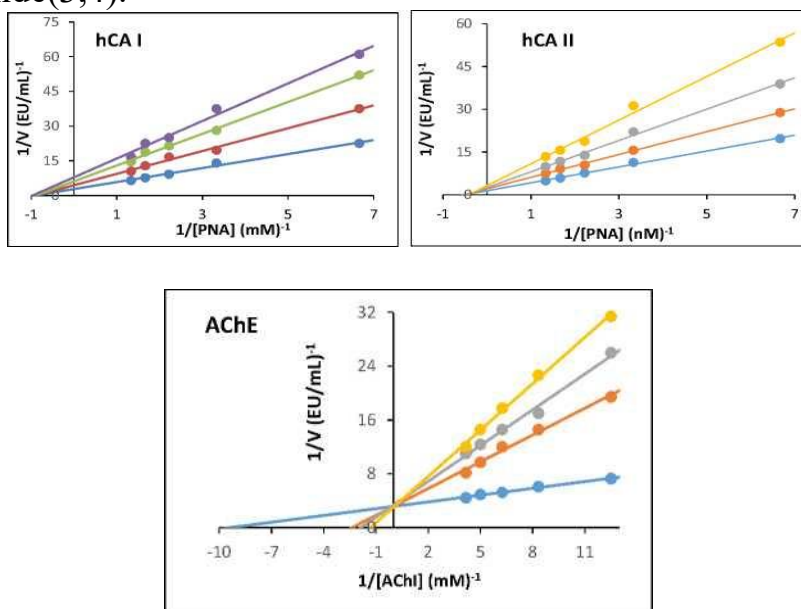 hCA I
75
60
45
30
15
0
1/V (EU/mL)-1
-1 1 3 5 7
1/[PNA] (mM)-1
hCA II
60
45
30
15
0
1/V (EU/mL)-1
-1 1 3 5 7
1/[PNA] (nM)-1
AChE
32
24
16
8
0
1/V (EU/mL)-1
-10 -7 -4 -1 2 5 8 11
1/[AChI] (mM)-1